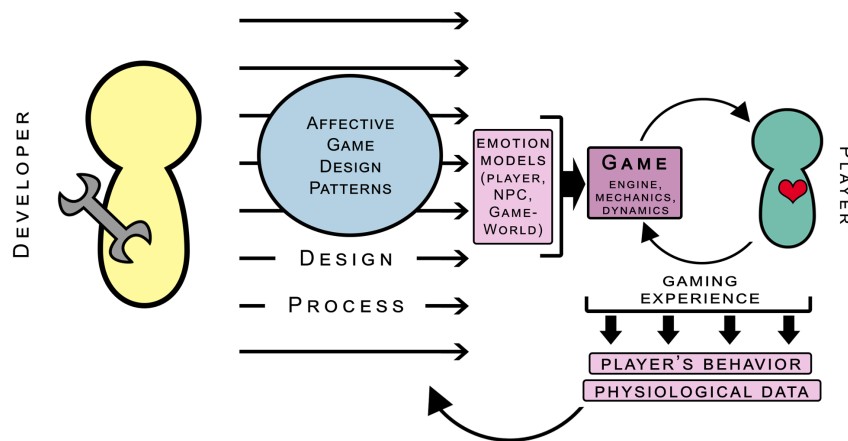 DEVELOPER
AFFECTIVE
GAME
DESIGN
PATTERNS
DESIGN
PROCESS
EMOTION
MODELS
(PLAYER,
NPC,
GAME-
WORLD)
GAME
ENGINE,
MECHANICS,
DYNAMICS
PLAYER
GAMING
EXPERIENCE
PLAYER'S BEHAVIOR
PHYSIOLOGICAL DATA